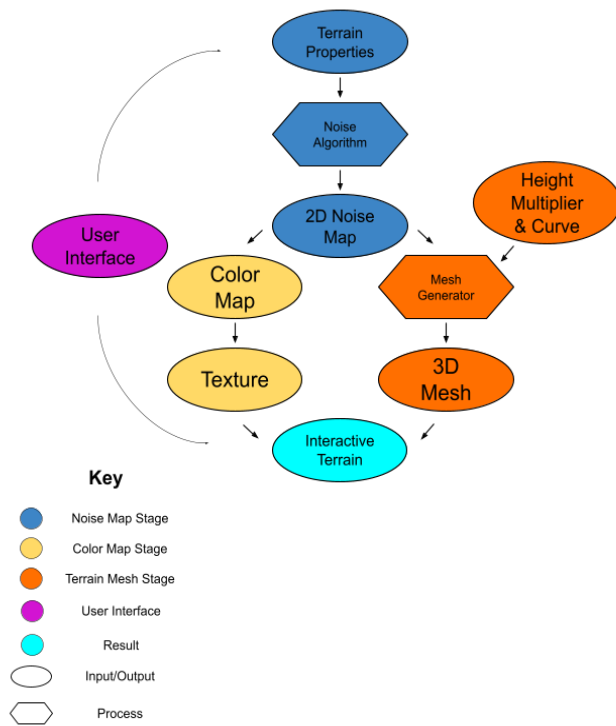 Terrain
Properties
Noise
Algorithm
2D Noise
Map
Height
Multiplier
& Curve
User
Interface
Color
Map
Mesh
Generator
Texture
3D
Mesh
Interactive
Terrain
Key
Noise Map Stage
Color Map Stage
Terrain Mesh Stage
User Interface
Result
Input/Output
Process